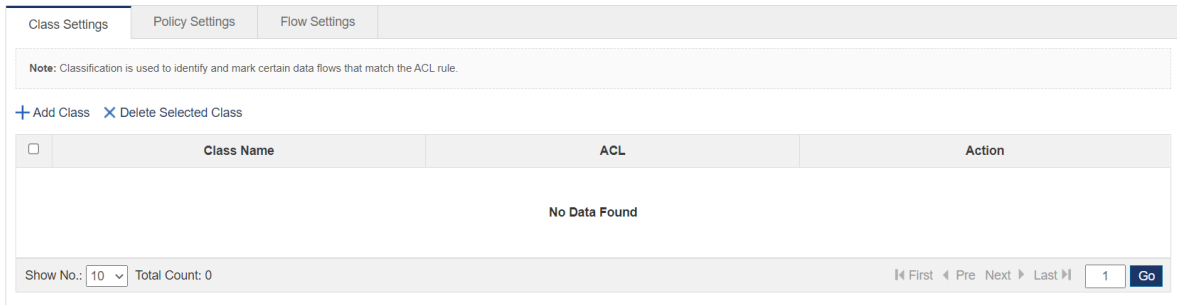 Class Settings Policy Settings Flow Settings
Note: Classification is used to identify and mark certain data flows that match the ACL rule.
Add Class Delete Selected Class
Class Name ACL Action
No Data Found
Show No.: 10 Total Count: 0 First Pre Next Last 1 Go